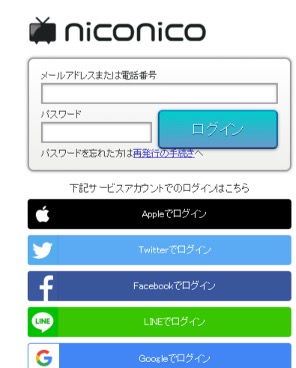 niconico
メールアドレスまたは電話番号
パスワード
ログイン
パスワードを忘れた方は再発行の手続きへ
下記サービスアカウントでのログインはこちら
Appleでログイン
Twitterでログイン
Facebookでログイン
LINE
LINEでログイン
Googleでログイン